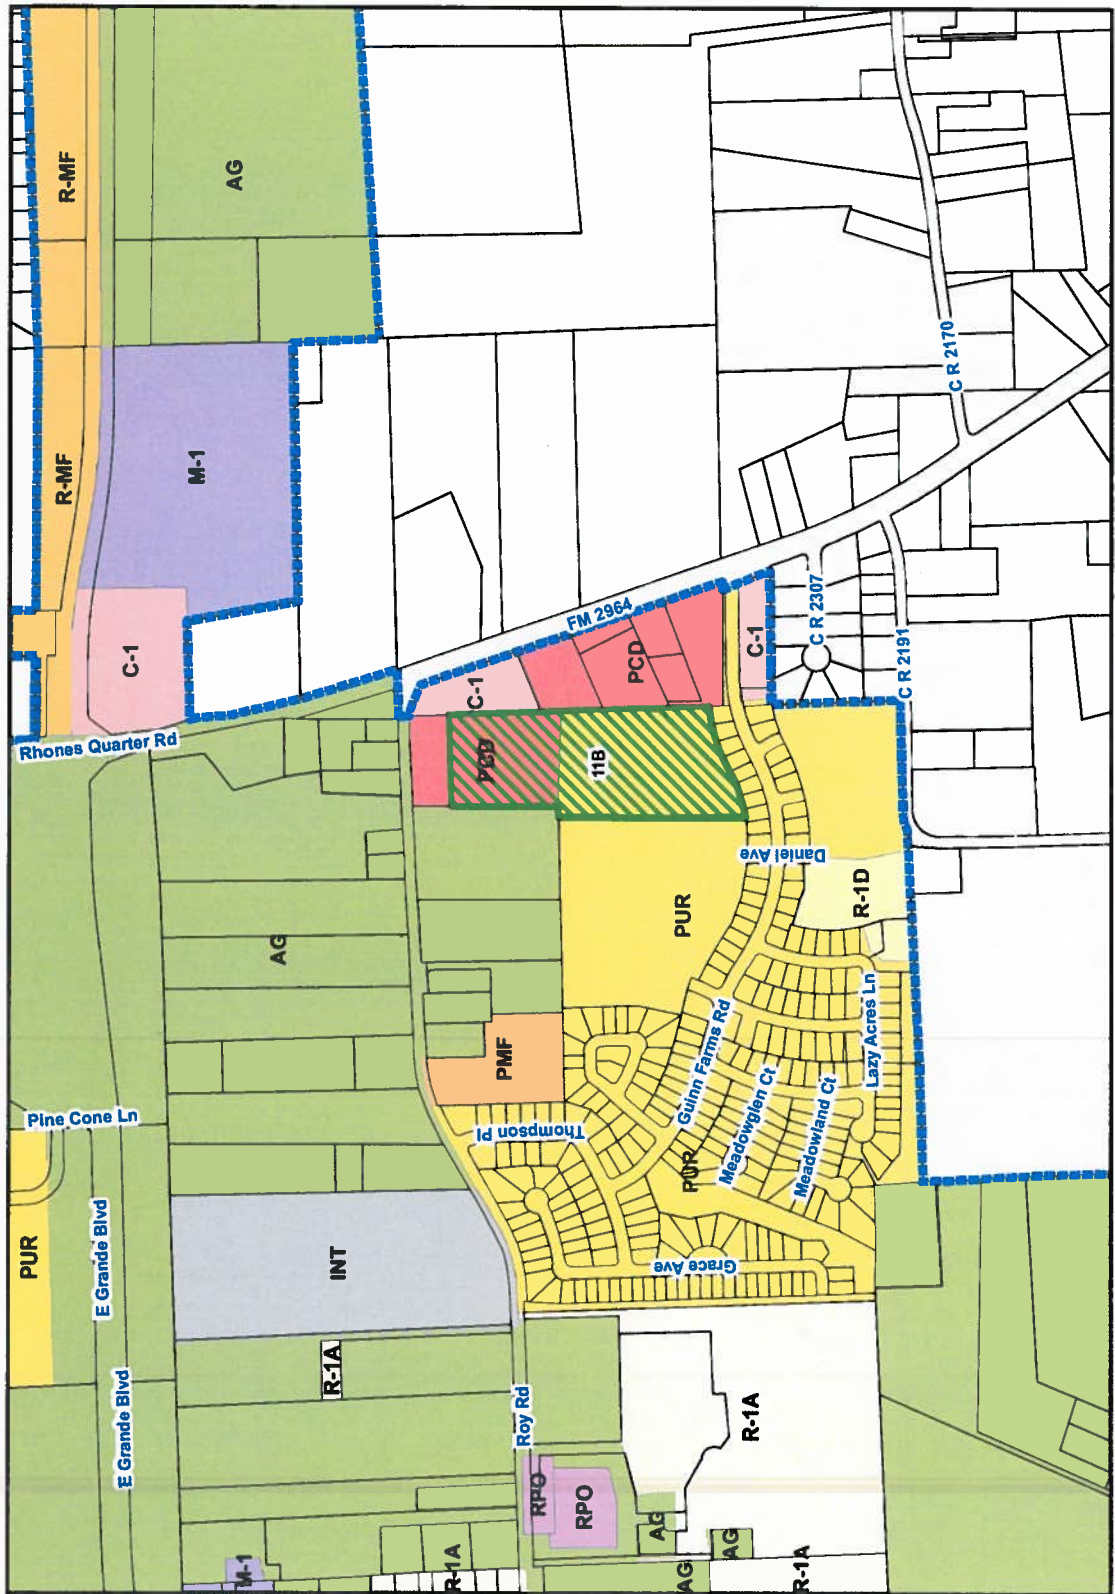 R-MF
AG
R-MF
M-1
C-1
Rhones Quarter Rd
FM 2964
C R 2170
C R 2307
C R 2191
C-1
PCD
C-1
PCD
11B
AG
PUR
Daniel Ave
R-1D
PMF
Thompson Pl
Guinn Farms Rd
Lazy Acres Ln
Meadowglen Ct
Meadowland Ct
PUR
Grace Ave
Pine Cone Ln
PUR
E Grande Blvd
E Grande Blvd
INT
R-1A
Roy Rd
R-1A
RPO
RPO
AG
AG
AG
M-1
R-1A
R-1A